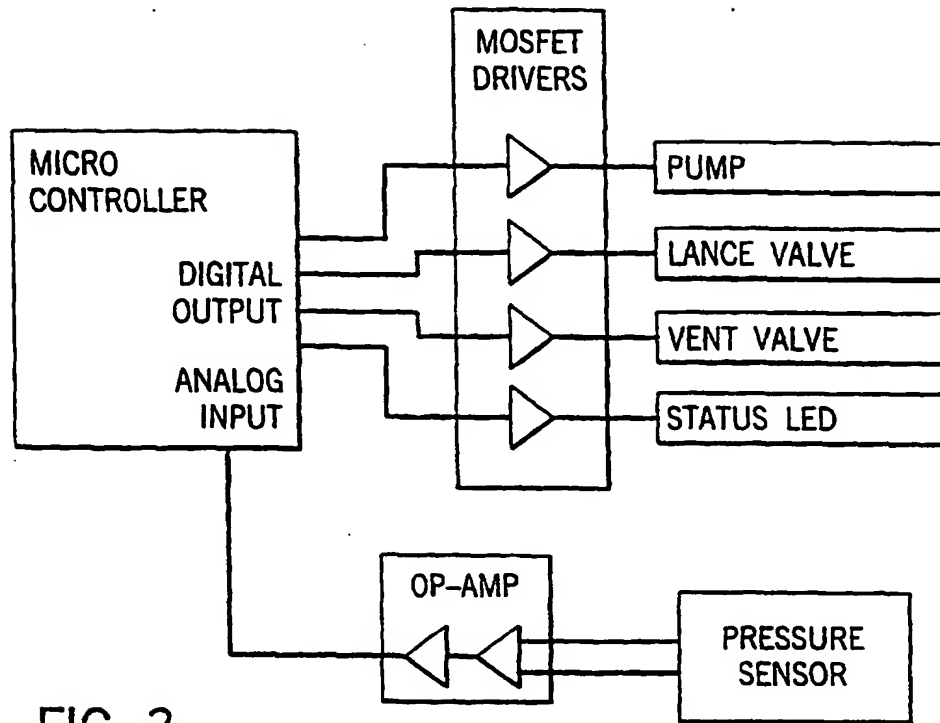 MOSFET
DRIVERS
MICRO
CONTROLLER
DIGITAL
OUTPUT
ANALOG
INPUT
PUMP
LANCE VALVE
VENT VALVE
STATUS LED
OP-AMP
PRESSURE
SENSOR